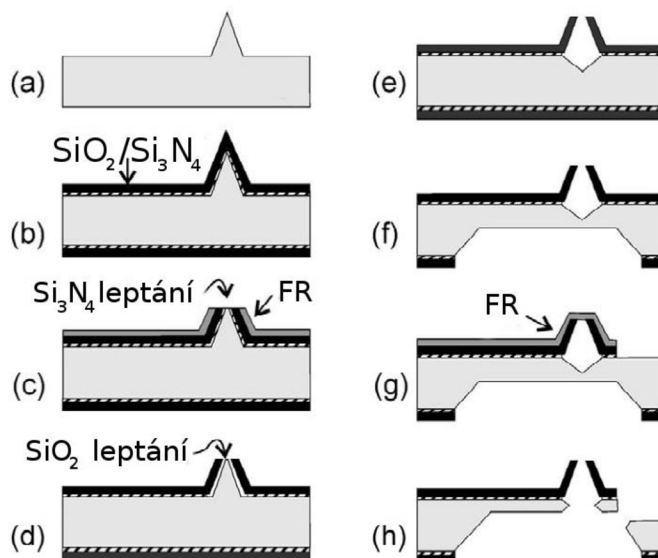 (a)
SiO₂/Si₃N₄
(b)
Si₃N₄ leptání
FR
(c)
SiO₂ leptání
(d)
(e)
(f)
FR
(g)
(h)